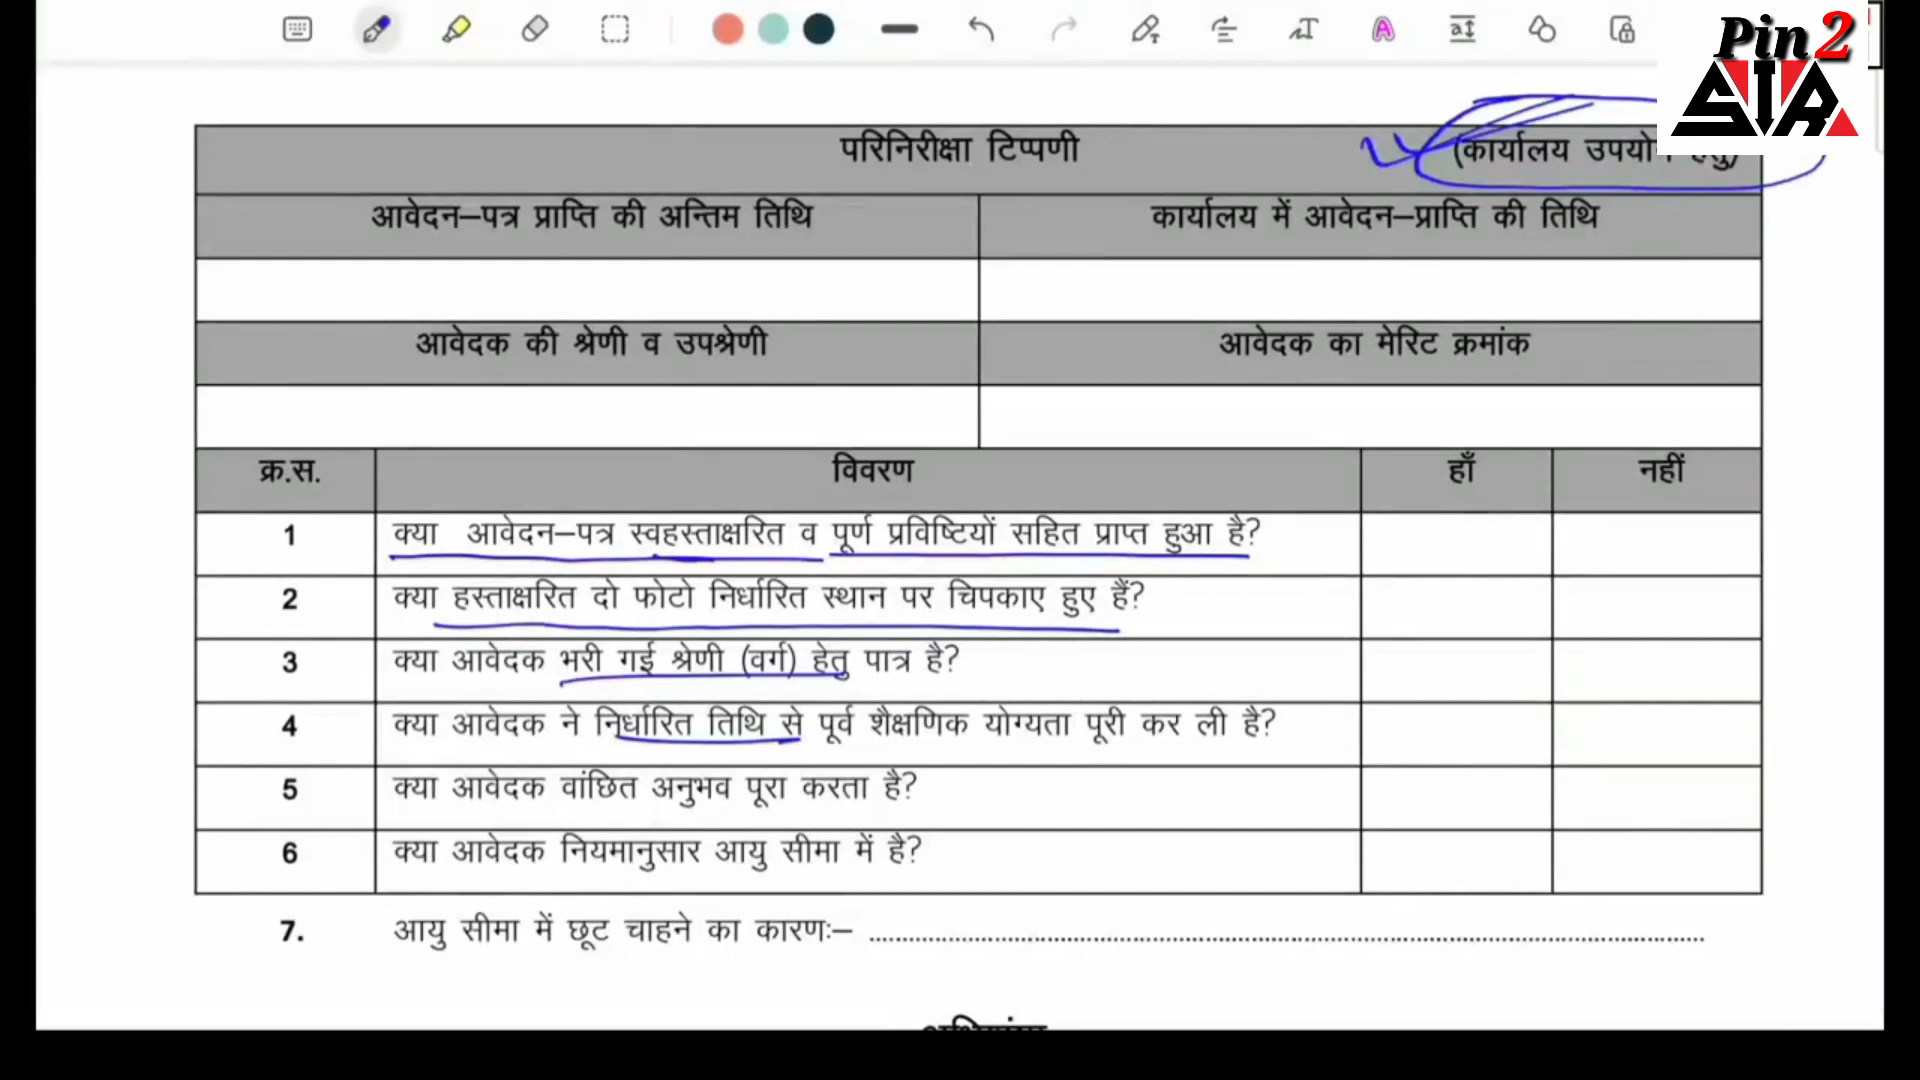 Pin2
STAR
परिनिरीक्षा टिप्पणी (कार्यालय उपयोग हेतु)
आवेदन–पत्र प्राप्ति की अन्तिम तिथि कार्यालय में आवेदन–प्राप्ति की तिथि
आवेदक की श्रेणी व उपश्रेणी आवेदक का मेरिट क्रमांक
क्र.स. विवरण हाँ नहीं
1 क्या आवेदन–पत्र स्वहस्ताक्षरित व पूर्ण प्रविष्टियों सहित प्राप्त हुआ है?
2 क्या हस्ताक्षरित दो फोटो निर्धारित स्थान पर चिपकाए हुए हैं?
3 क्या आवेदक भरी गई श्रेणी (वर्ग) हेतु पात्र है?
4 क्या आवेदक ने निर्धारित तिथि से पूर्व शैक्षणिक योग्यता पूरी कर ली है?
5 क्या आवेदक वांछित अनुभव पूरा करता है?
6 क्या आवेदक नियमानुसार आयु सीमा में है?
7. आयु सीमा में छूट चाहने का कारणः– ..........